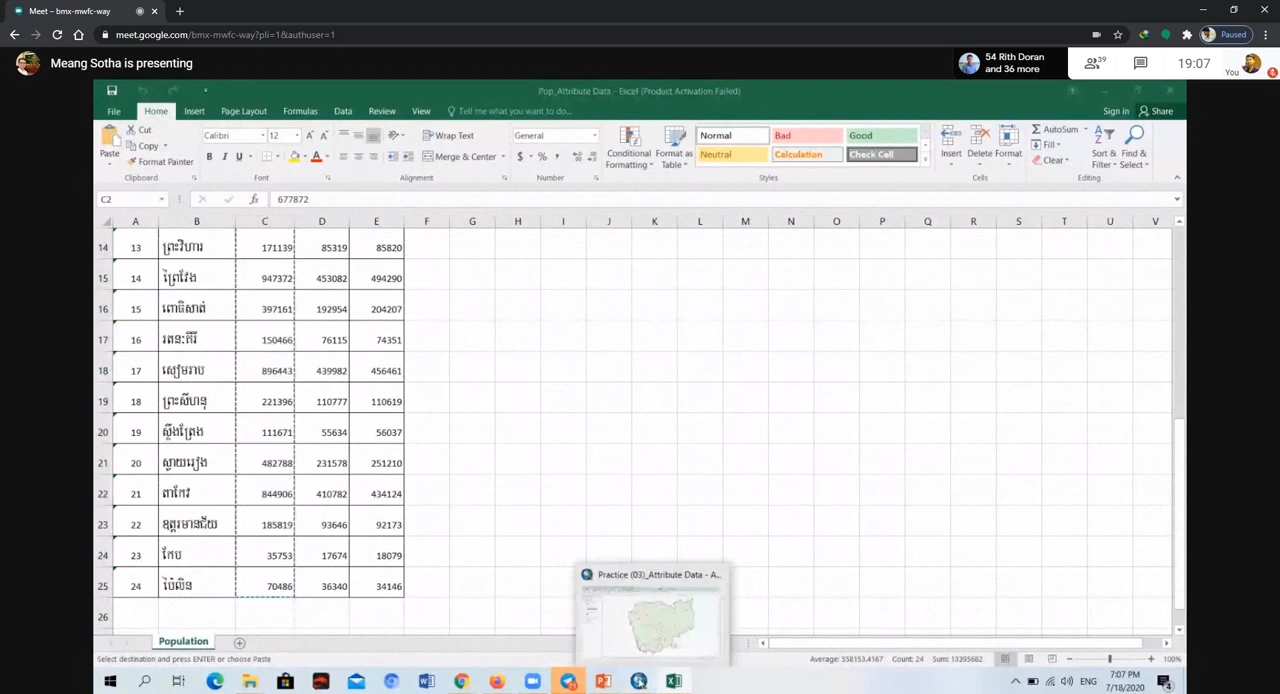 Meet – bmx-mwfc-way
meet.google.com/bmx-mwfc-way?pli=1&authuser=1
Paused
Meang Sotha is presenting
54 Rith Doran
and 36 more
39
19:07
You
Pop_Attribute Data - Excel (Product Activation Failed)
File Home Insert Page Layout Formulas Data Review View Tell me what you want to do... Sign in Share
Paste Cut Copy Format Painter
Calibri 12 Wrap Text General
B I U Merge & Center $ % ,
Conditional Formatting Format as Table
Normal Bad Good
Neutral Calculation Check Cell
Insert Delete Format
AutoSum Fill Clear Sort & Filter Find & Select
Clipboard Font Alignment Number Styles Cells Editing
C2 fx 677872
A B C D E F G H I J K L M N O P Q R S T U V
14 13 ព្រះវិហារ 171139 85319 85820
15 14 ព្រៃវែង 947372 453082 494290
16 15 ពោធិសាត់ 397161 192954 204207
17 16 រតនៈគីរី 150466 76115 74351
18 17 សៀមរាប 896443 439982 456461
19 18 ព្រះសីហនុ 221396 110777 110619
20 19 ស្ទឹងត្រែង 111671 55634 56037
21 20 ស្វាយរៀង 482788 231578 251210
22 21 តាកែវ 844906 410782 434124
23 22 ឧត្តរមានជ័យ 185819 93646 92173
24 23 កែប 35753 17674 18079
25 24 ប៉ៃលិន 70486 36340 34146
26
Practice (03)_Attribute Data - A...
Population
Select destination and press ENTER or choose Paste Average: 558153.4167 Count: 24 Sum: 13395682 100%
ENG 7:07 PM
7/18/2020 4